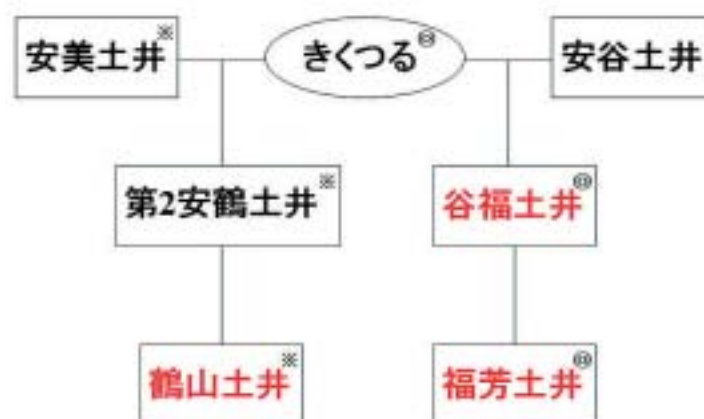 安美土井※
きくつる◎
安谷土井
第2安鶴土井※
谷福土井◎
鶴山土井※
福芳土井◎